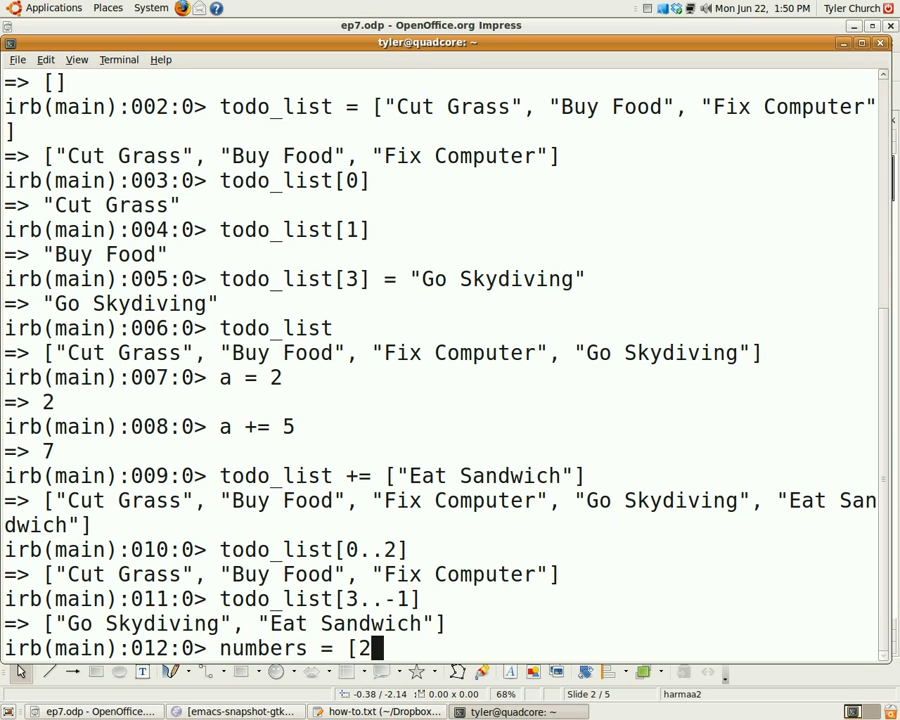 Applications Places System Mon Jun 22, 1:50 PM Tyler Church
ep7.odp - OpenOffice.org Impress
tyler@quadcore: ~
File Edit View Terminal Help
=> []
irb(main):002:0> todo_list = ["Cut Grass", "Buy Food", "Fix Computer"
]
=> ["Cut Grass", "Buy Food", "Fix Computer"]
irb(main):003:0> todo_list[0]
=> "Cut Grass"
irb(main):004:0> todo_list[1]
=> "Buy Food"
irb(main):005:0> todo_list[3] = "Go Skydiving"
=> "Go Skydiving"
irb(main):006:0> todo_list
=> ["Cut Grass", "Buy Food", "Fix Computer", "Go Skydiving"]
irb(main):007:0> a = 2
=> 2
irb(main):008:0> a += 5
=> 7
irb(main):009:0> todo_list += ["Eat Sandwich"]
=> ["Cut Grass", "Buy Food", "Fix Computer", "Go Skydiving", "Eat San
dwich"]
irb(main):010:0> todo_list[0..2]
=> ["Cut Grass", "Buy Food", "Fix Computer"]
irb(main):011:0> todo_list[3..-1]
=> ["Go Skydiving", "Eat Sandwich"]
irb(main):012:0> numbers = [2
-0.38 / -2.14 0.00 x 0.00 68% Slide 2 / 5 harmaa2
ep7.odp - OpenOffice.... [emacs-snapshot-gtk... how-to.txt (~/Dropbox... tyler@quadcore: ~